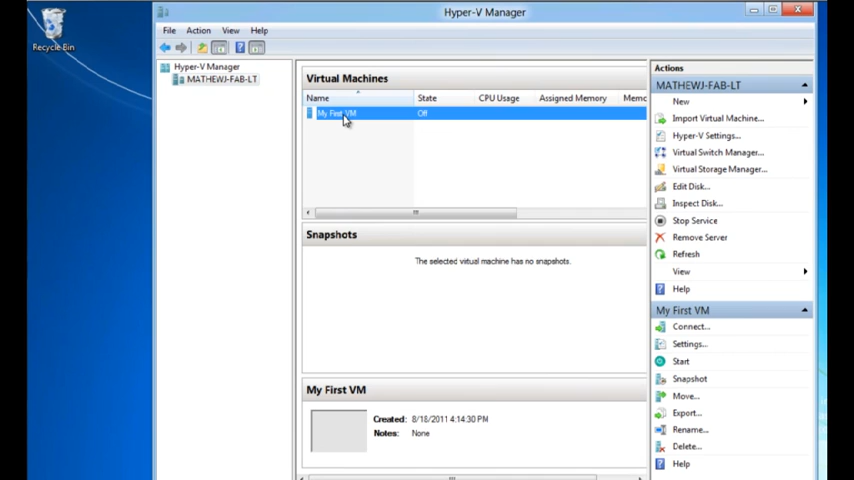 Hyper-V Manager
Recycle Bin
File Action View Help
Hyper-V Manager
MATHEWJ-FAB-LT
Virtual Machines
Name State CPU Usage Assigned Memory Memo
My First VM Off
Snapshots
The selected virtual machine has no snapshots.
My First VM
Created: 8/18/2011 4:14:30 PM
Notes: None
Actions
MATHEWJ-FAB-LT
New
Import Virtual Machine...
Hyper-V Settings...
Virtual Switch Manager...
Virtual Storage Manager...
Edit Disk...
Inspect Disk...
Stop Service
Remove Server
Refresh
View
Help
My First VM
Connect...
Settings...
Start
Snapshot
Move...
Export...
Rename...
Delete...
Help